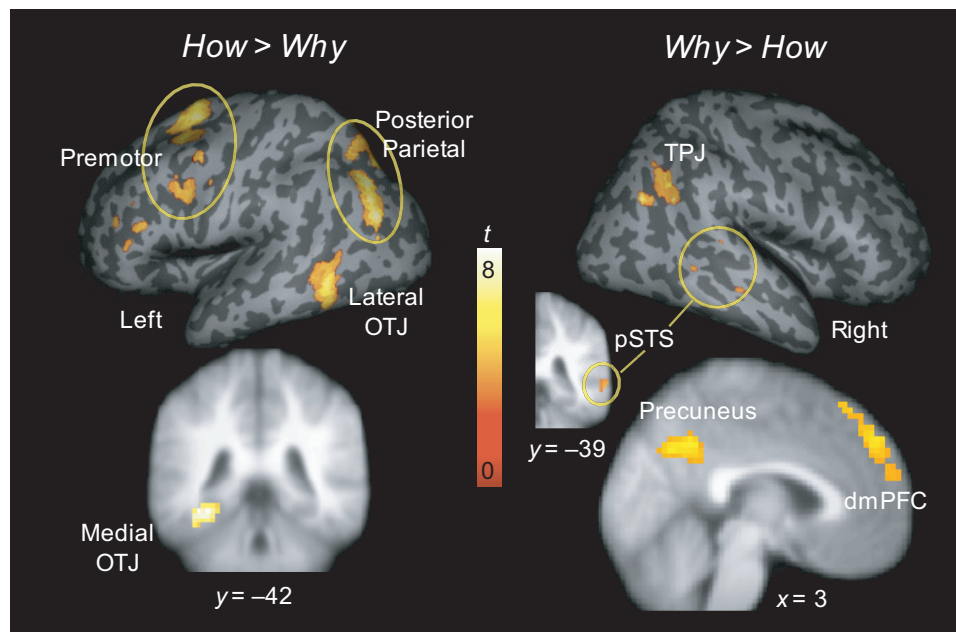 How > Why
Why > How
Premotor
Posterior
Parietal
TPJ
t
8
0
Left
Lateral
OTJ
Right
pSTS
y = –39
Precuneus
dmPFC
Medial
OTJ
y = –42
x = 3